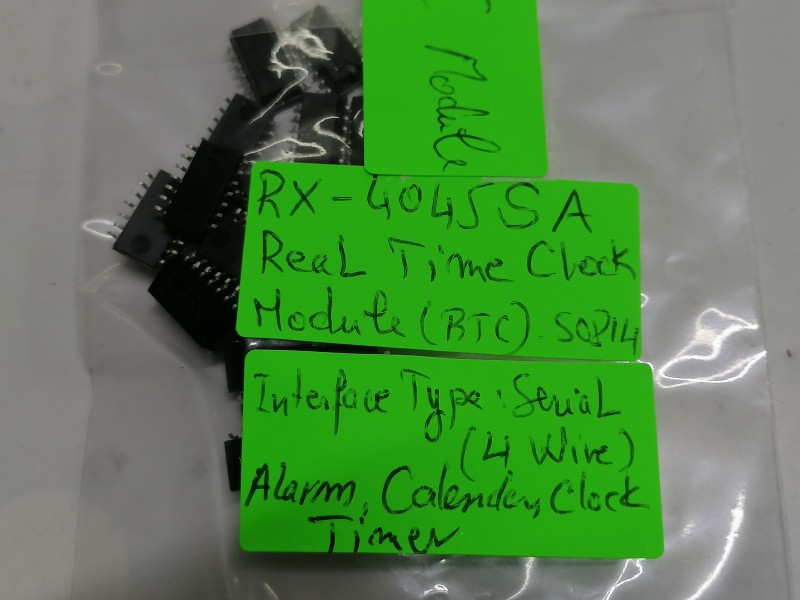 Module
RX-4045SA
Real Time Clock
Module (RTC) - SOP14
Interface Type: Serial
(4 Wire)
Alarm, Calender, Clock
Timer